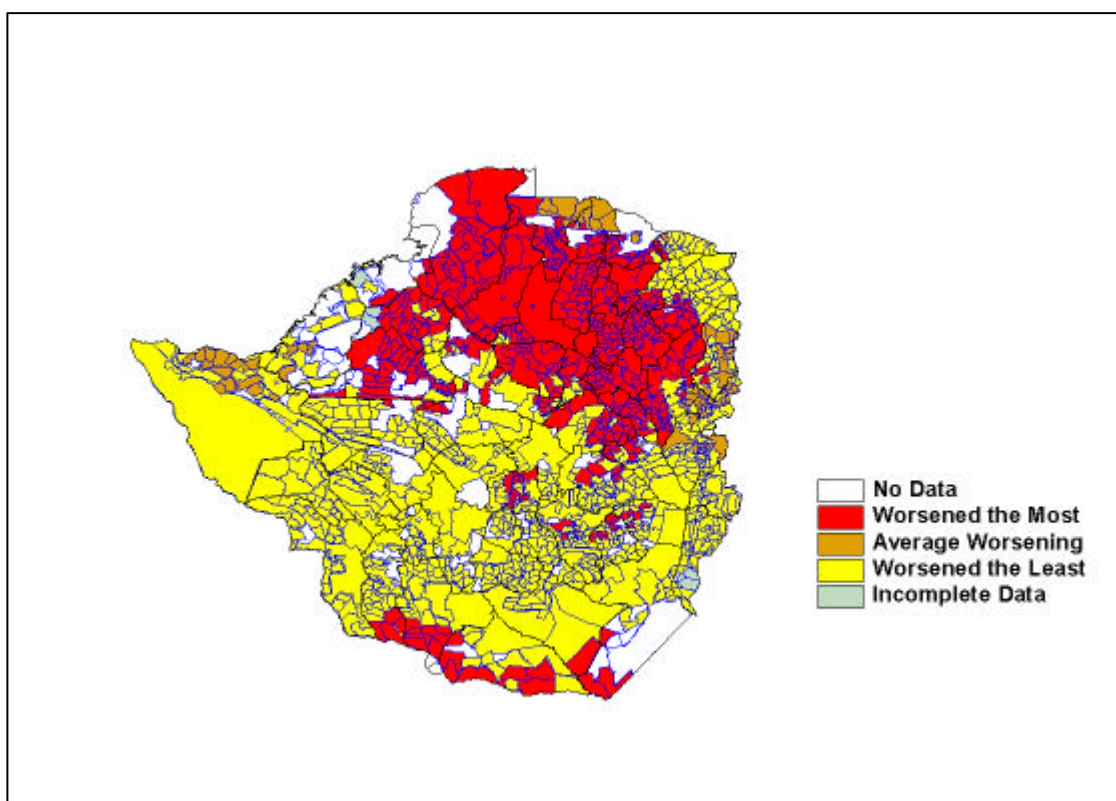 No Data
Worsened the Most
Average Worsening
Worsened the Least
Incomplete Data